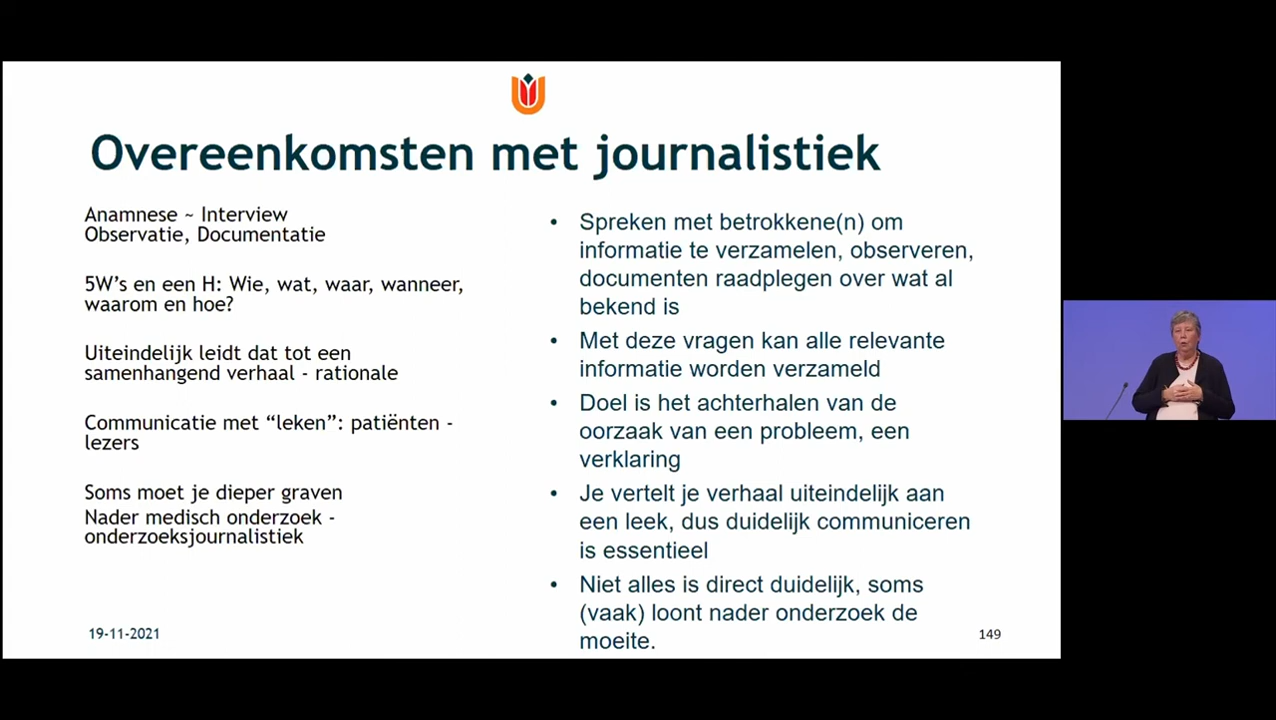 Overeenkomsten met journalistiek
Anamnese ~ Interview
Observatie, Documentatie
5W's en een H: Wie, wat, waar, wanneer,
waarom en hoe?
Uiteindelijk leidt dat tot een
samenhangend verhaal - rationale
Communicatie met “leken”: patiënten -
lezers
Soms moet je dieper graven
Nader medisch onderzoek -
onderzoeksjournalistiek
• Spreken met betrokkene(n) om
informatie te verzamelen, observeren,
documenten raadplegen over wat al
bekend is
• Met deze vragen kan alle relevante
informatie worden verzameld
• Doel is het achterhalen van de
oorzaak van een probleem, een
verklaring
• Je vertelt je verhaal uiteindelijk aan
een leek, dus duidelijk communiceren
is essentieel
• Niet alles is direct duidelijk, soms
(vaak) loont nader onderzoek de
moeite.
19-11-2021
149